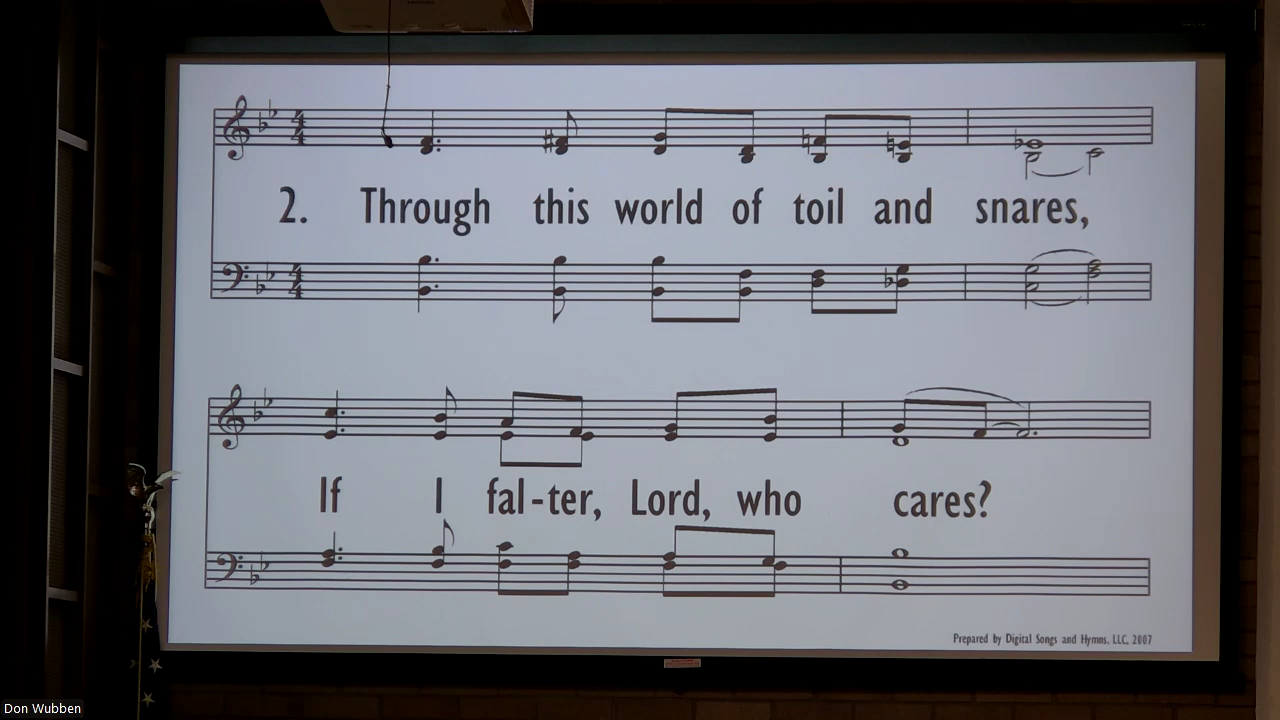 2. Through this world of toil and snares,
If I fal-ter, Lord, who cares?
Prepared by Digital Songs and Hymns, LLC, 2007
Don Wubben